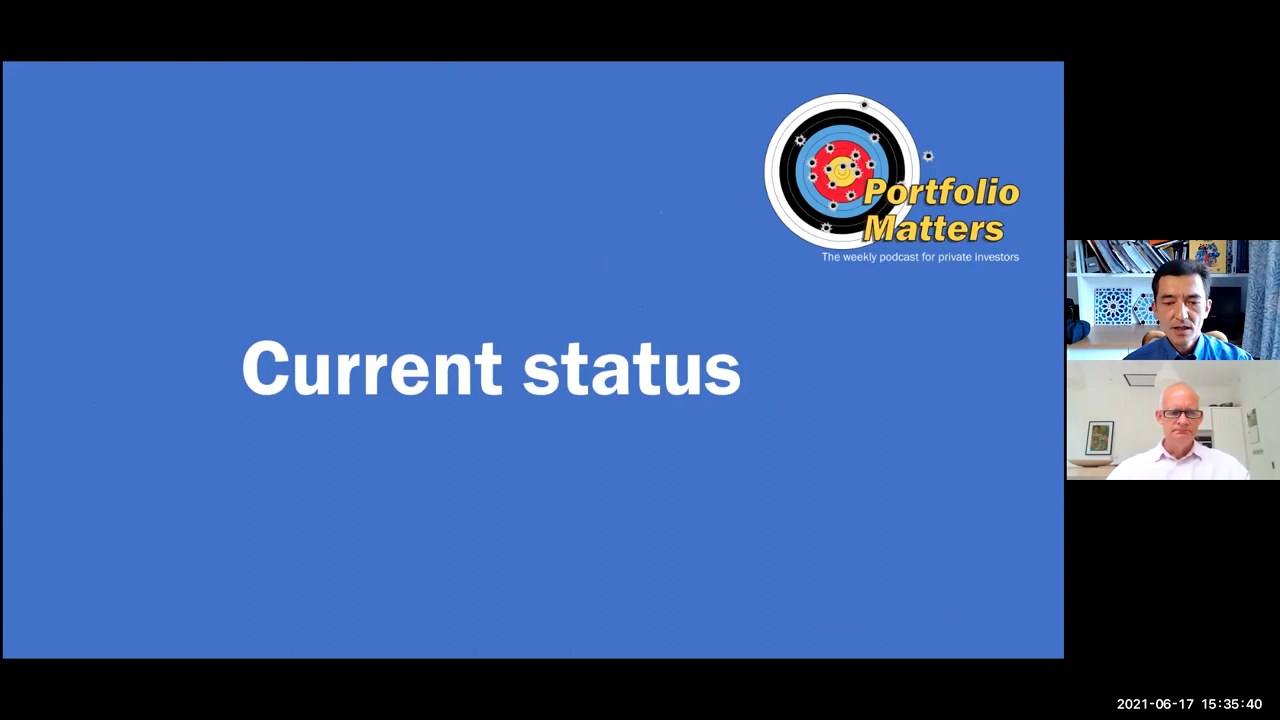 Portfolio
Matters
The weekly podcast for private investors
Current status
2021-06-17 15:35:40